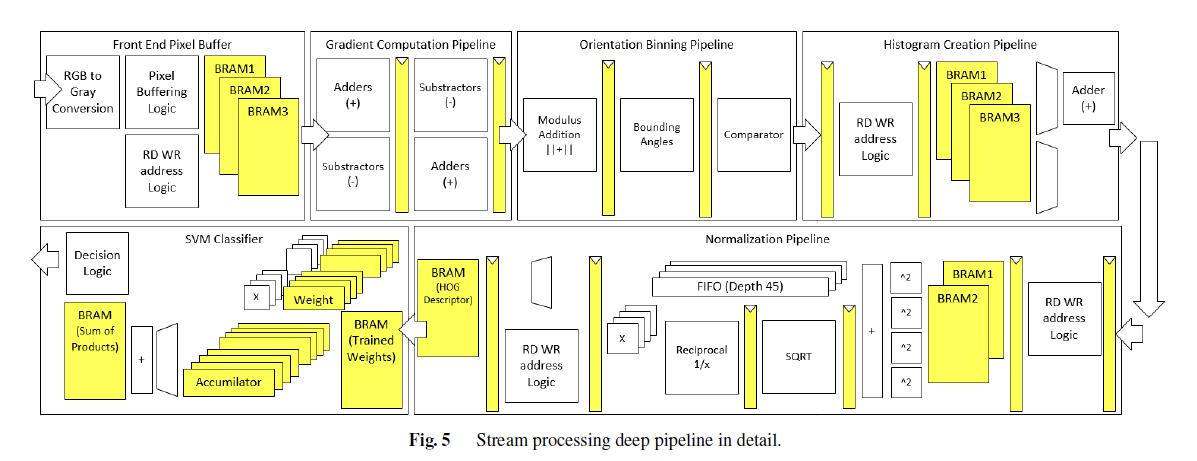 Front End Pixel Buffer
RGB to
Gray
Conversion
Pixel
Buffering
Logic
RD WR
address
Logic
BRAM1
BRAM2
BRAM3
Gradient Computation Pipeline
Adders
(+)
Substractors
(-)
Substractors
(-)
Adders
(+)
Orientation Binning Pipeline
Modulus
Addition
||+||
Bounding
Angles
Comparator
Histogram Creation Pipeline
RD WR
address
Logic
BRAM1
BRAM2
BRAM3
Adder
(+)
SVM Classifier
Decision
Logic
BRAM
(Sum of
Products)
+
X
Weight
Accumilator
BRAM
(Trained
Weights)
Normalization Pipeline
BRAM
(HOG
Descriptor)
RD WR
address
Logic
FIFO (Depth 45)
X
Reciprocal
1/x
SQRT
+
^2
^2
^2
^2
BRAM1
BRAM2
RD WR
address
Logic
Fig. 5 Stream processing deep pipeline in detail.